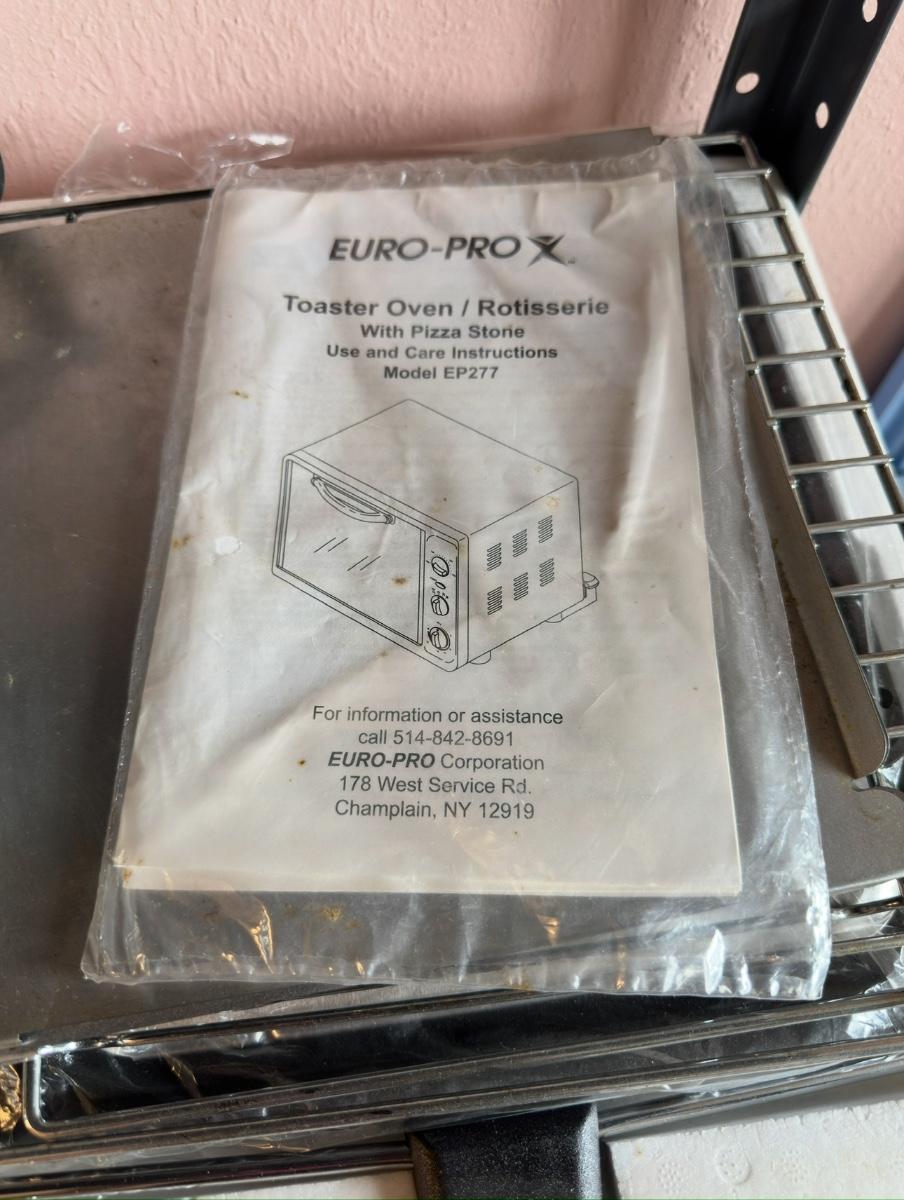 EURO-PRO X
Toaster Oven / Rotisserie
With Pizza Stone
Use and Care Instructions
Model EP277
For information or assistance
call 514-842-8691
EURO-PRO Corporation
178 West Service Rd.
Champlain, NY 12919